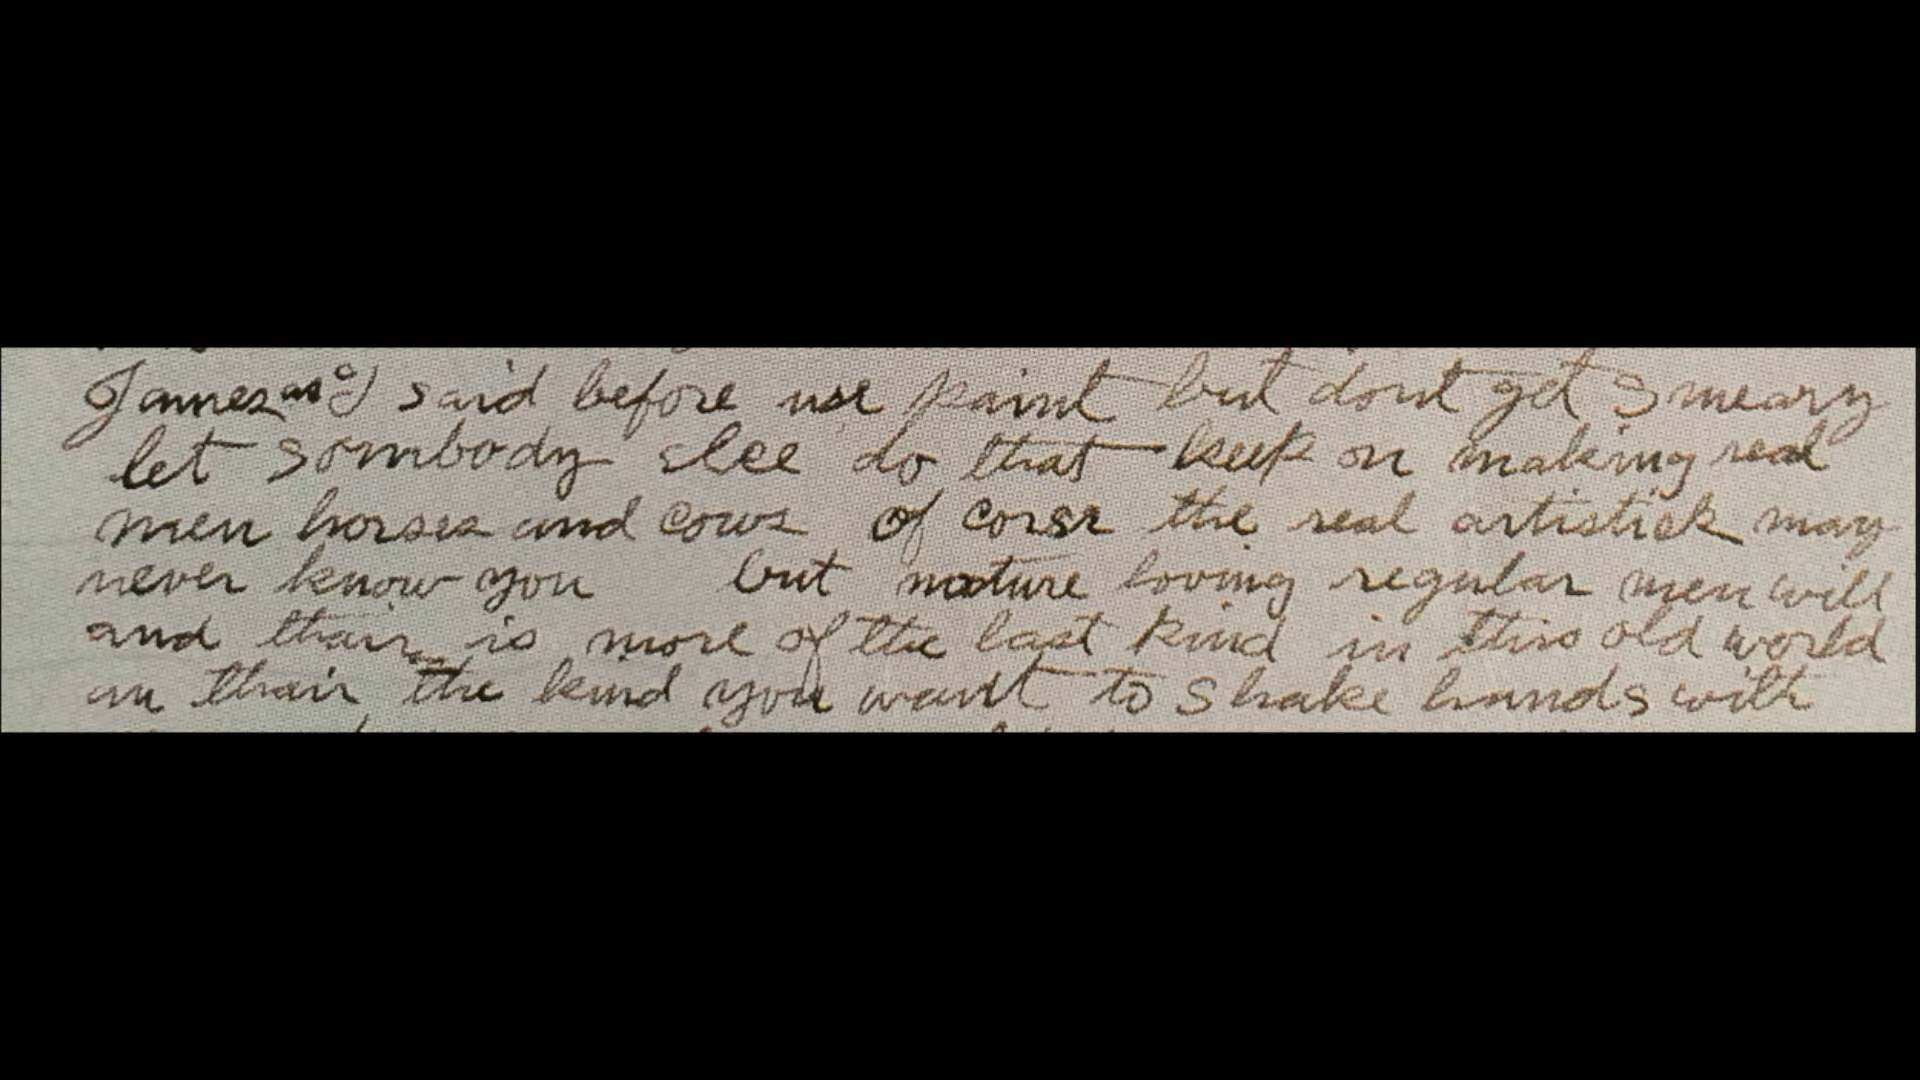 James as I said before use paint but dont get smeary
let sombody elce do that keep on making real
men horses and cows of corse the real artistick may
never know you but nature loving regular men will
and thair is more of the last kind in this old world
an thair the kind you want to shake hands with